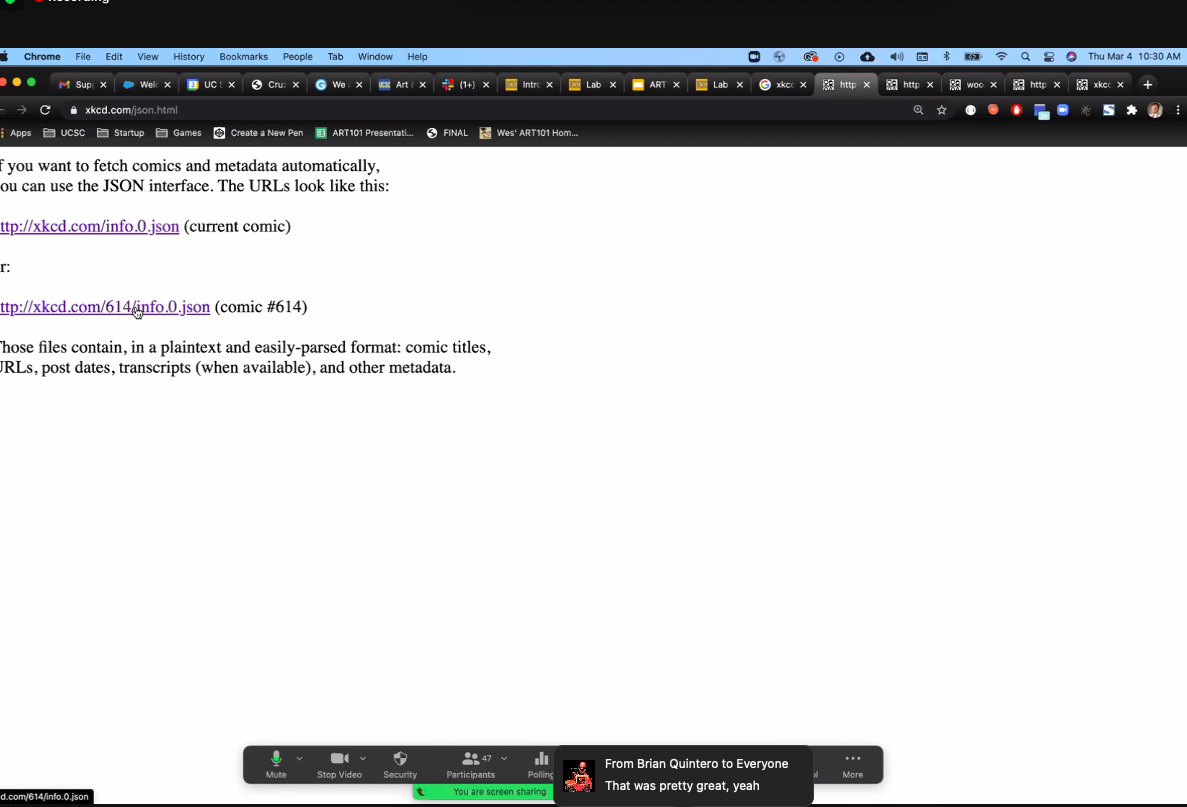 Recording
Chrome File Edit View History Bookmarks People Tab Window Help Thu Mar 4 10:30 AM
Sup Welc UC S Cruz We Art (1+) Intro Lab ART Lab xkcd http http woo http xkcd
xkcd.com/json.html
Apps UCSC Startup Games Create a New Pen ART101 Presentati... FINAL Wes' ART101 Hom...
f you want to fetch comics and metadata automatically,
ou can use the JSON interface. The URLs look like this:
ttp://xkcd.com/info.0.json (current comic)
r:
ttp://xkcd.com/614/info.0.json (comic #614)
hose files contain, in a plaintext and easily-parsed format: comic titles,
URLs, post dates, transcripts (when available), and other metadata.
Mute Stop Video Security Participants 47 Polling More
From Brian Quintero to Everyone
That was pretty great, yeah
You are screen sharing
d.com/614/info.0.json